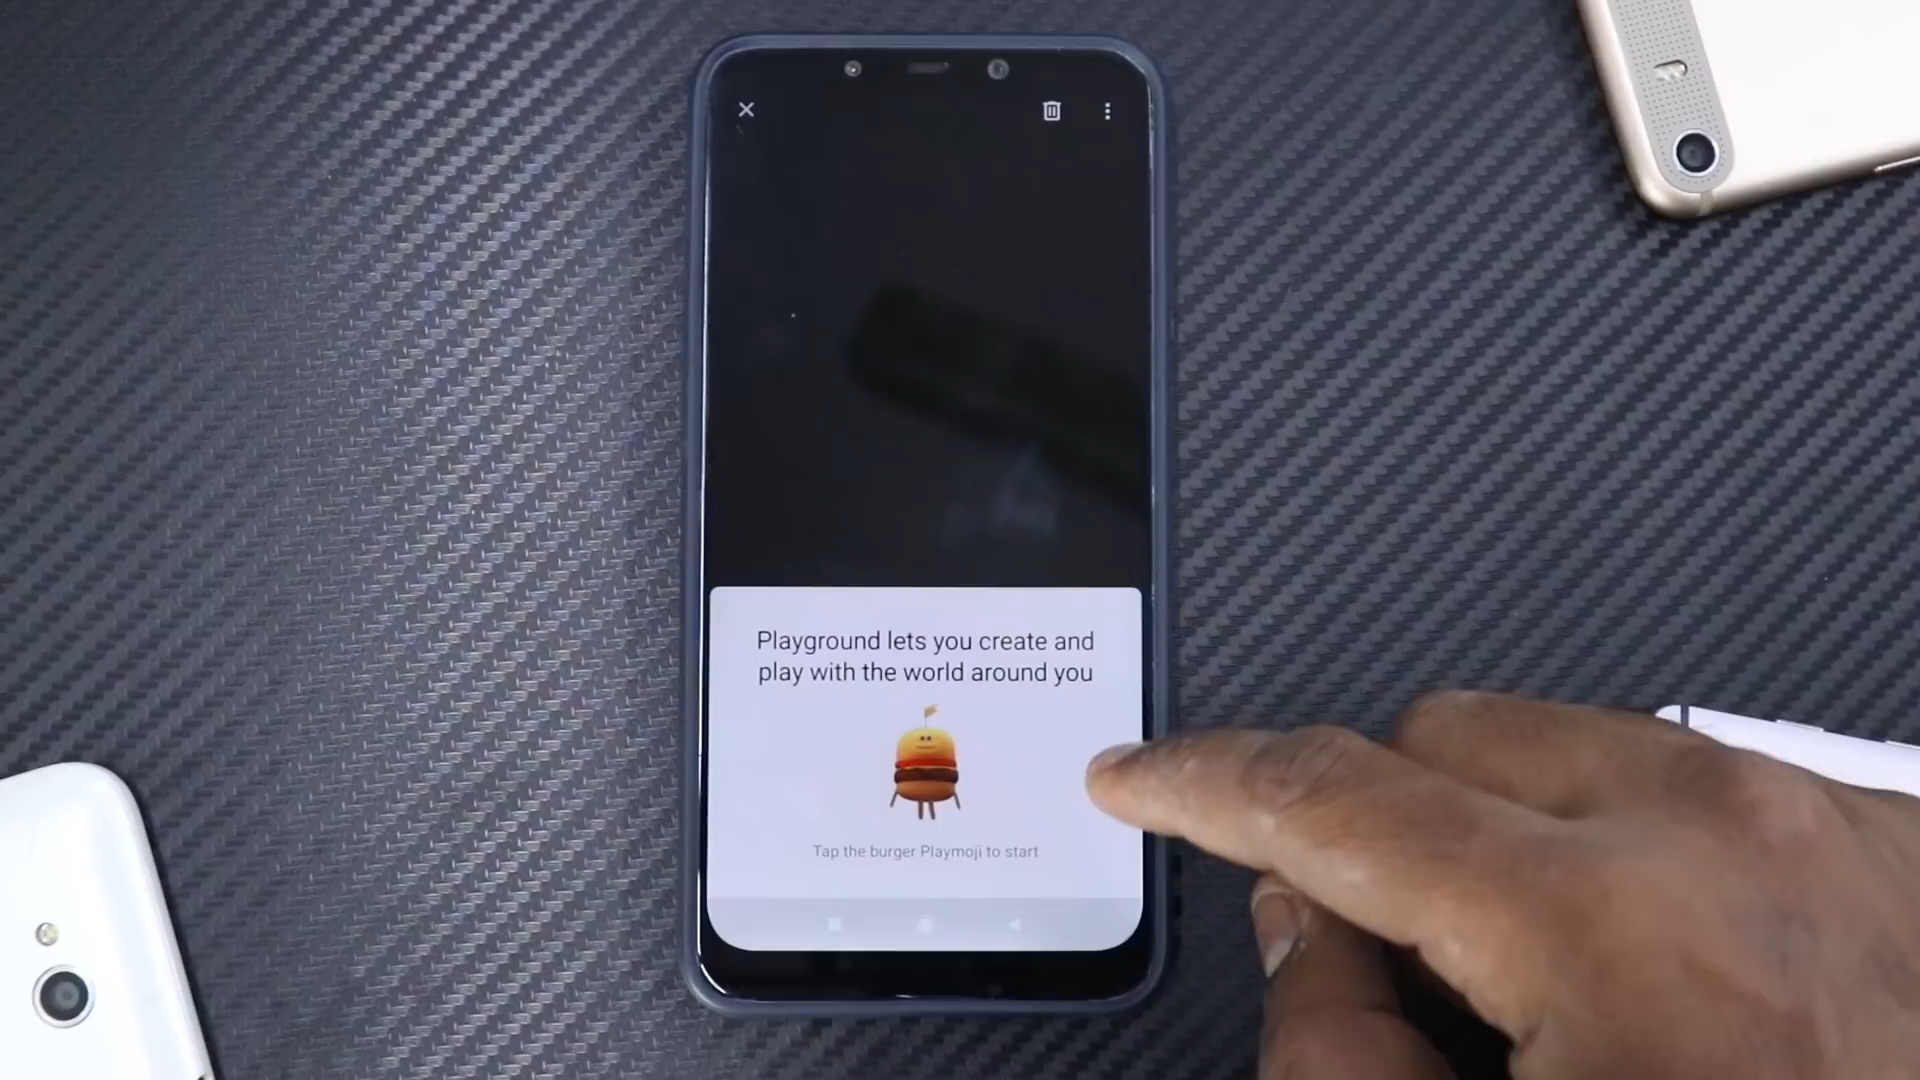 Playground lets you create and
play with the world around you
Tap the burger Playmoji to start